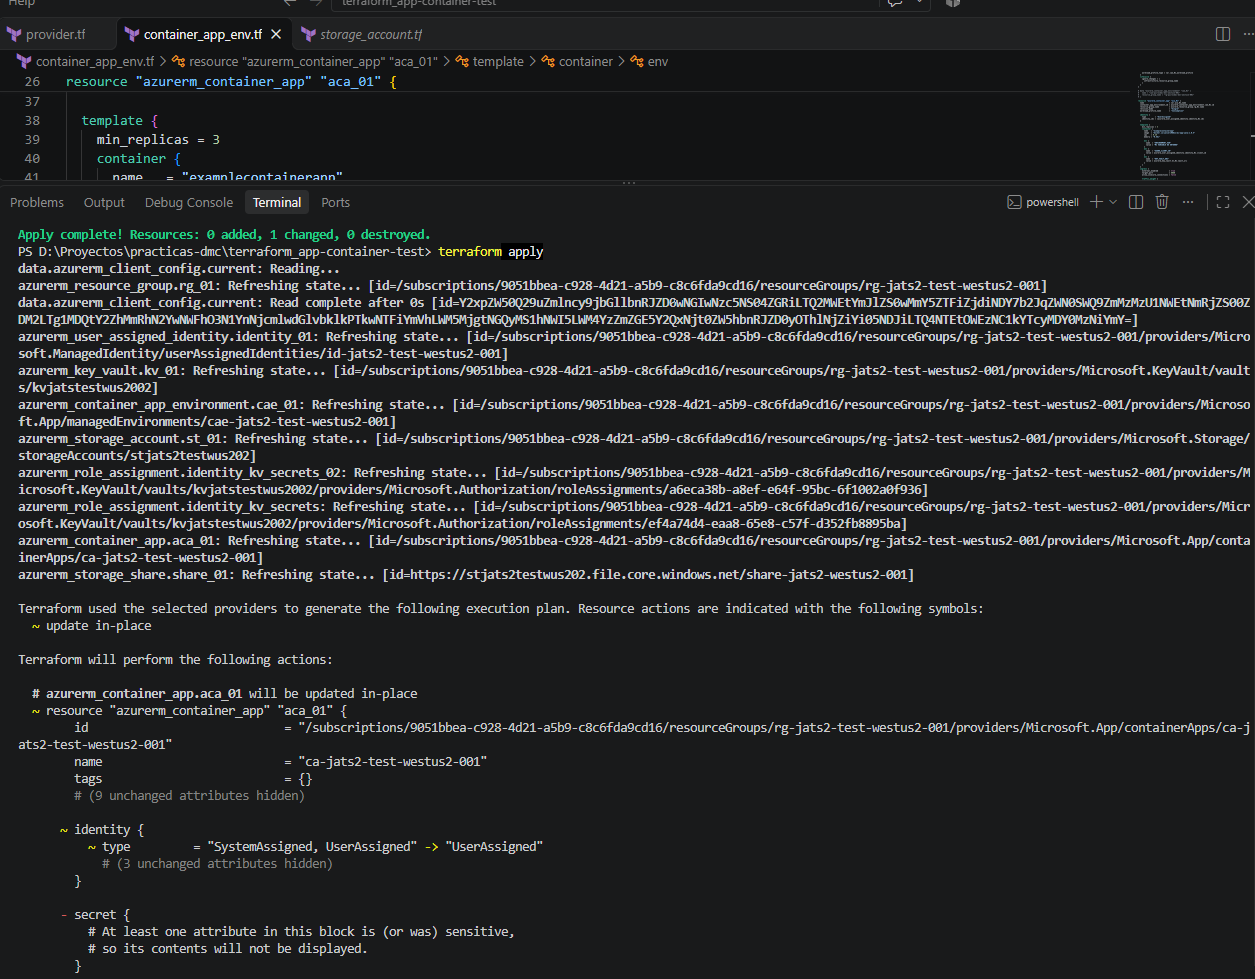 Help
terraform_app-container-test
provider.tf container_app_env.tf storage_account.tf
container_app_env.tf > resource "azurerm_container_app" "aca_01" > template > container > env
26 resource "azurerm_container_app" "aca_01" {
37
38 template {
39 min_replicas = 3
40 container {
41 name = "examplecontainerapp"
Problems Output Debug Console Terminal Ports powershell
Apply complete! Resources: 0 added, 1 changed, 0 destroyed.
PS D:\Proyectos\practicas-dmc\terraform_app-container-test> terraform apply
data.azurerm_client_config.current: Reading...
azurerm_resource_group.rg_01: Refreshing state... [id=/subscriptions/9051bbea-c928-4d21-a5b9-c8c6fda9cd16/resourceGroups/rg-jats2-test-westus2-001]
data.azurerm_client_config.current: Read complete after 0s
azurerm_user_assigned_identity.identity_01: Refreshing state... [id=/subscriptions/9051bbea-c928-4d21-a5b9-c8c6fda9cd16/resourceGroups/rg-jats2-test-westus2-001/providers/Micro
soft.ManagedIdentity/userAssignedIdentities/id-jats2-test-westus2-001]
azurerm_key_vault.kv_01: Refreshing state... [id=/subscriptions/9051bbea-c928-4d21-a5b9-c8c6fda9cd16/resourceGroups/rg-jats2-test-westus2-001/providers/Microsoft.KeyVault/vault
s/kvjatstestwus2002]
azurerm_container_app_environment.cae_01: Refreshing state... [id=/subscriptions/9051bbea-c928-4d21-a5b9-c8c6fda9cd16/resourceGroups/rg-jats2-test-westus2-001/providers/Microso
ft.App/managedEnvironments/cae-jats2-test-westus2-001]
azurerm_storage_account.st_01: Refreshing state... [id=/subscriptions/9051bbea-c928-4d21-a5b9-c8c6fda9cd16/resourceGroups/rg-jats2-test-westus2-001/providers/Microsoft.Storage/
storageAccounts/stjats2testwus202]
azurerm_role_assignment.identity_kv_secrets_02: Refreshing state... [id=/subscriptions/9051bbea-c928-4d21-a5b9-c8c6fda9cd16/resourceGroups/rg-jats2-test-westus2-001/providers/M
icrosoft.KeyVault/vaults/kvjatstestwus2002/providers/Microsoft.Authorization/roleAssignments/a6eca38b-a8ef-e64f-95bc-6f1002a0f936]
azurerm_role_assignment.identity_kv_secrets: Refreshing state... [id=/subscriptions/9051bbea-c928-4d21-a5b9-c8c6fda9cd16/resourceGroups/rg-jats2-test-westus2-001/providers/Micr
osoft.KeyVault/vaults/kvjatstestwus2002/providers/Microsoft.Authorization/roleAssignments/ef4a74d4-eaa8-65e8-c57f-d352fb8895ba]
azurerm_container_app.aca_01: Refreshing state... [id=/subscriptions/9051bbea-c928-4d21-a5b9-c8c6fda9cd16/resourceGroups/rg-jats2-test-westus2-001/providers/Microsoft.App/conta
inerApps/ca-jats2-test-westus2-001]
azurerm_storage_share.share_01: Refreshing state... [id=https://stjats2testwus202.file.core.windows.net/share-jats2-westus2-001]
Terraform used the selected providers to generate the following execution plan. Resource actions are indicated with the following symbols:
~ update in-place
Terraform will perform the following actions:
# azurerm_container_app.aca_01 will be updated in-place
~ resource "azurerm_container_app" "aca_01" {
id = "/subscriptions/9051bbea-c928-4d21-a5b9-c8c6fda9cd16/resourceGroups/rg-jats2-test-westus2-001/providers/Microsoft.App/containerApps/ca-j
ats2-test-westus2-001"
name = "ca-jats2-test-westus2-001"
tags = {}
# (9 unchanged attributes hidden)
~ identity {
~ type = "SystemAssigned, UserAssigned" -> "UserAssigned"
# (3 unchanged attributes hidden)
}
- secret {
# At least one attribute in this block is (or was) sensitive,
# so its contents will not be displayed.
}